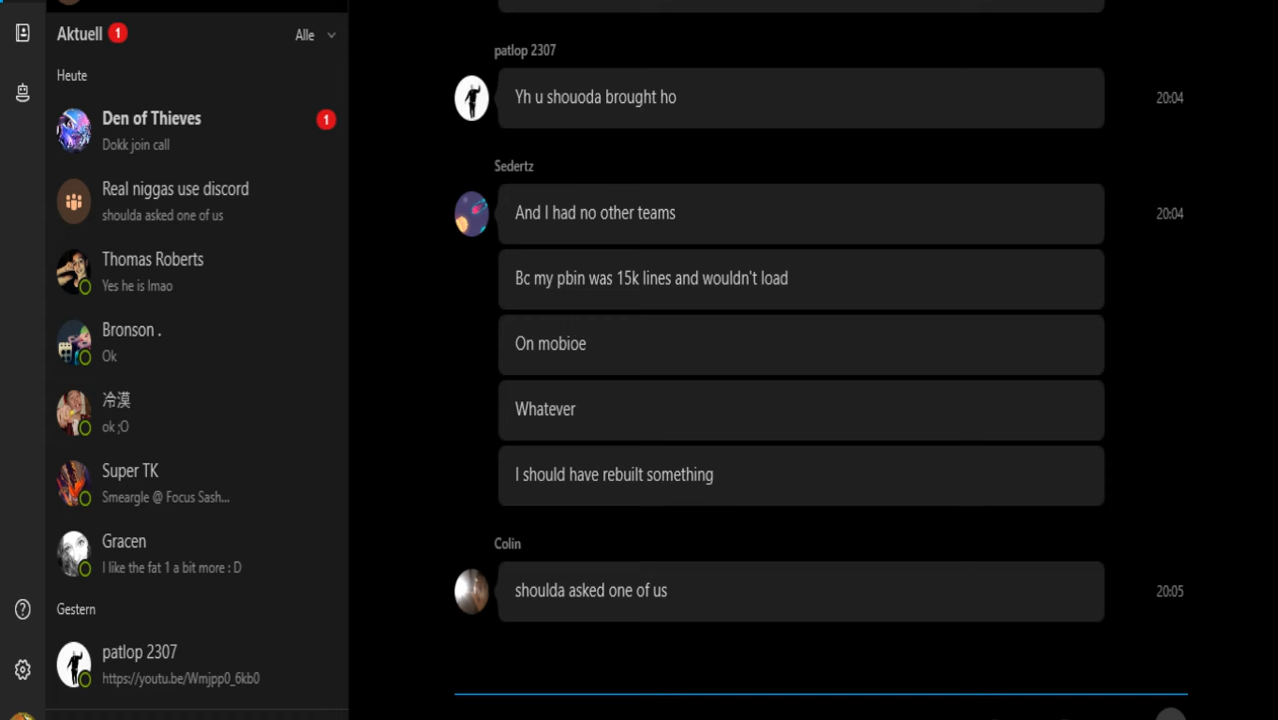 Aktuell 1
Alle
Heute
Den of Thieves
1
Dokk join call
Real niggas use discord
shoulda asked one of us
Thomas Roberts
Yes he is lmao
Bronson .
Ok
冷漠
ok ;O
Super TK
Smeargle @ Focus Sash...
Gracen
I like the fat 1 a bit more : D
Gestern
patlop 2307
https://youtu.be/Wmjpp0_6kb0
patlop 2307
Yh u shouoda brought ho
20:04
Sedertz
And I had no other teams
20:04
Bc my pbin was 15k lines and wouldn't load
On mobioe
Whatever
I should have rebuilt something
Colin
shoulda asked one of us
20:05